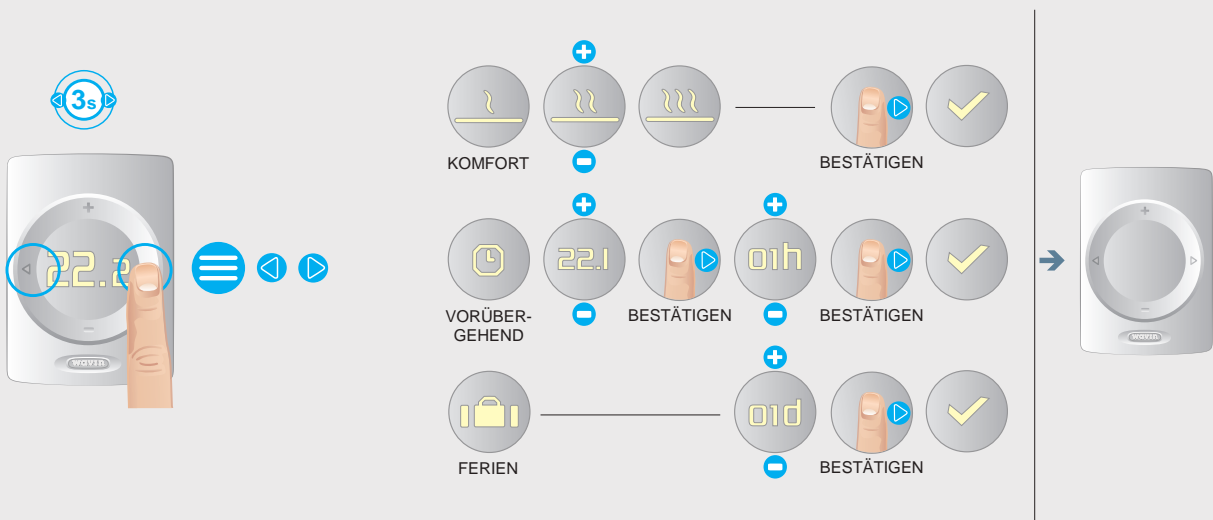 3s
22.2
wavin
KOMFORT
BESTÄTIGEN
22.1
01h
VORÜBER-
GEHEND
BESTÄTIGEN
BESTÄTIGEN
01d
FERIEN
BESTÄTIGEN
wavin